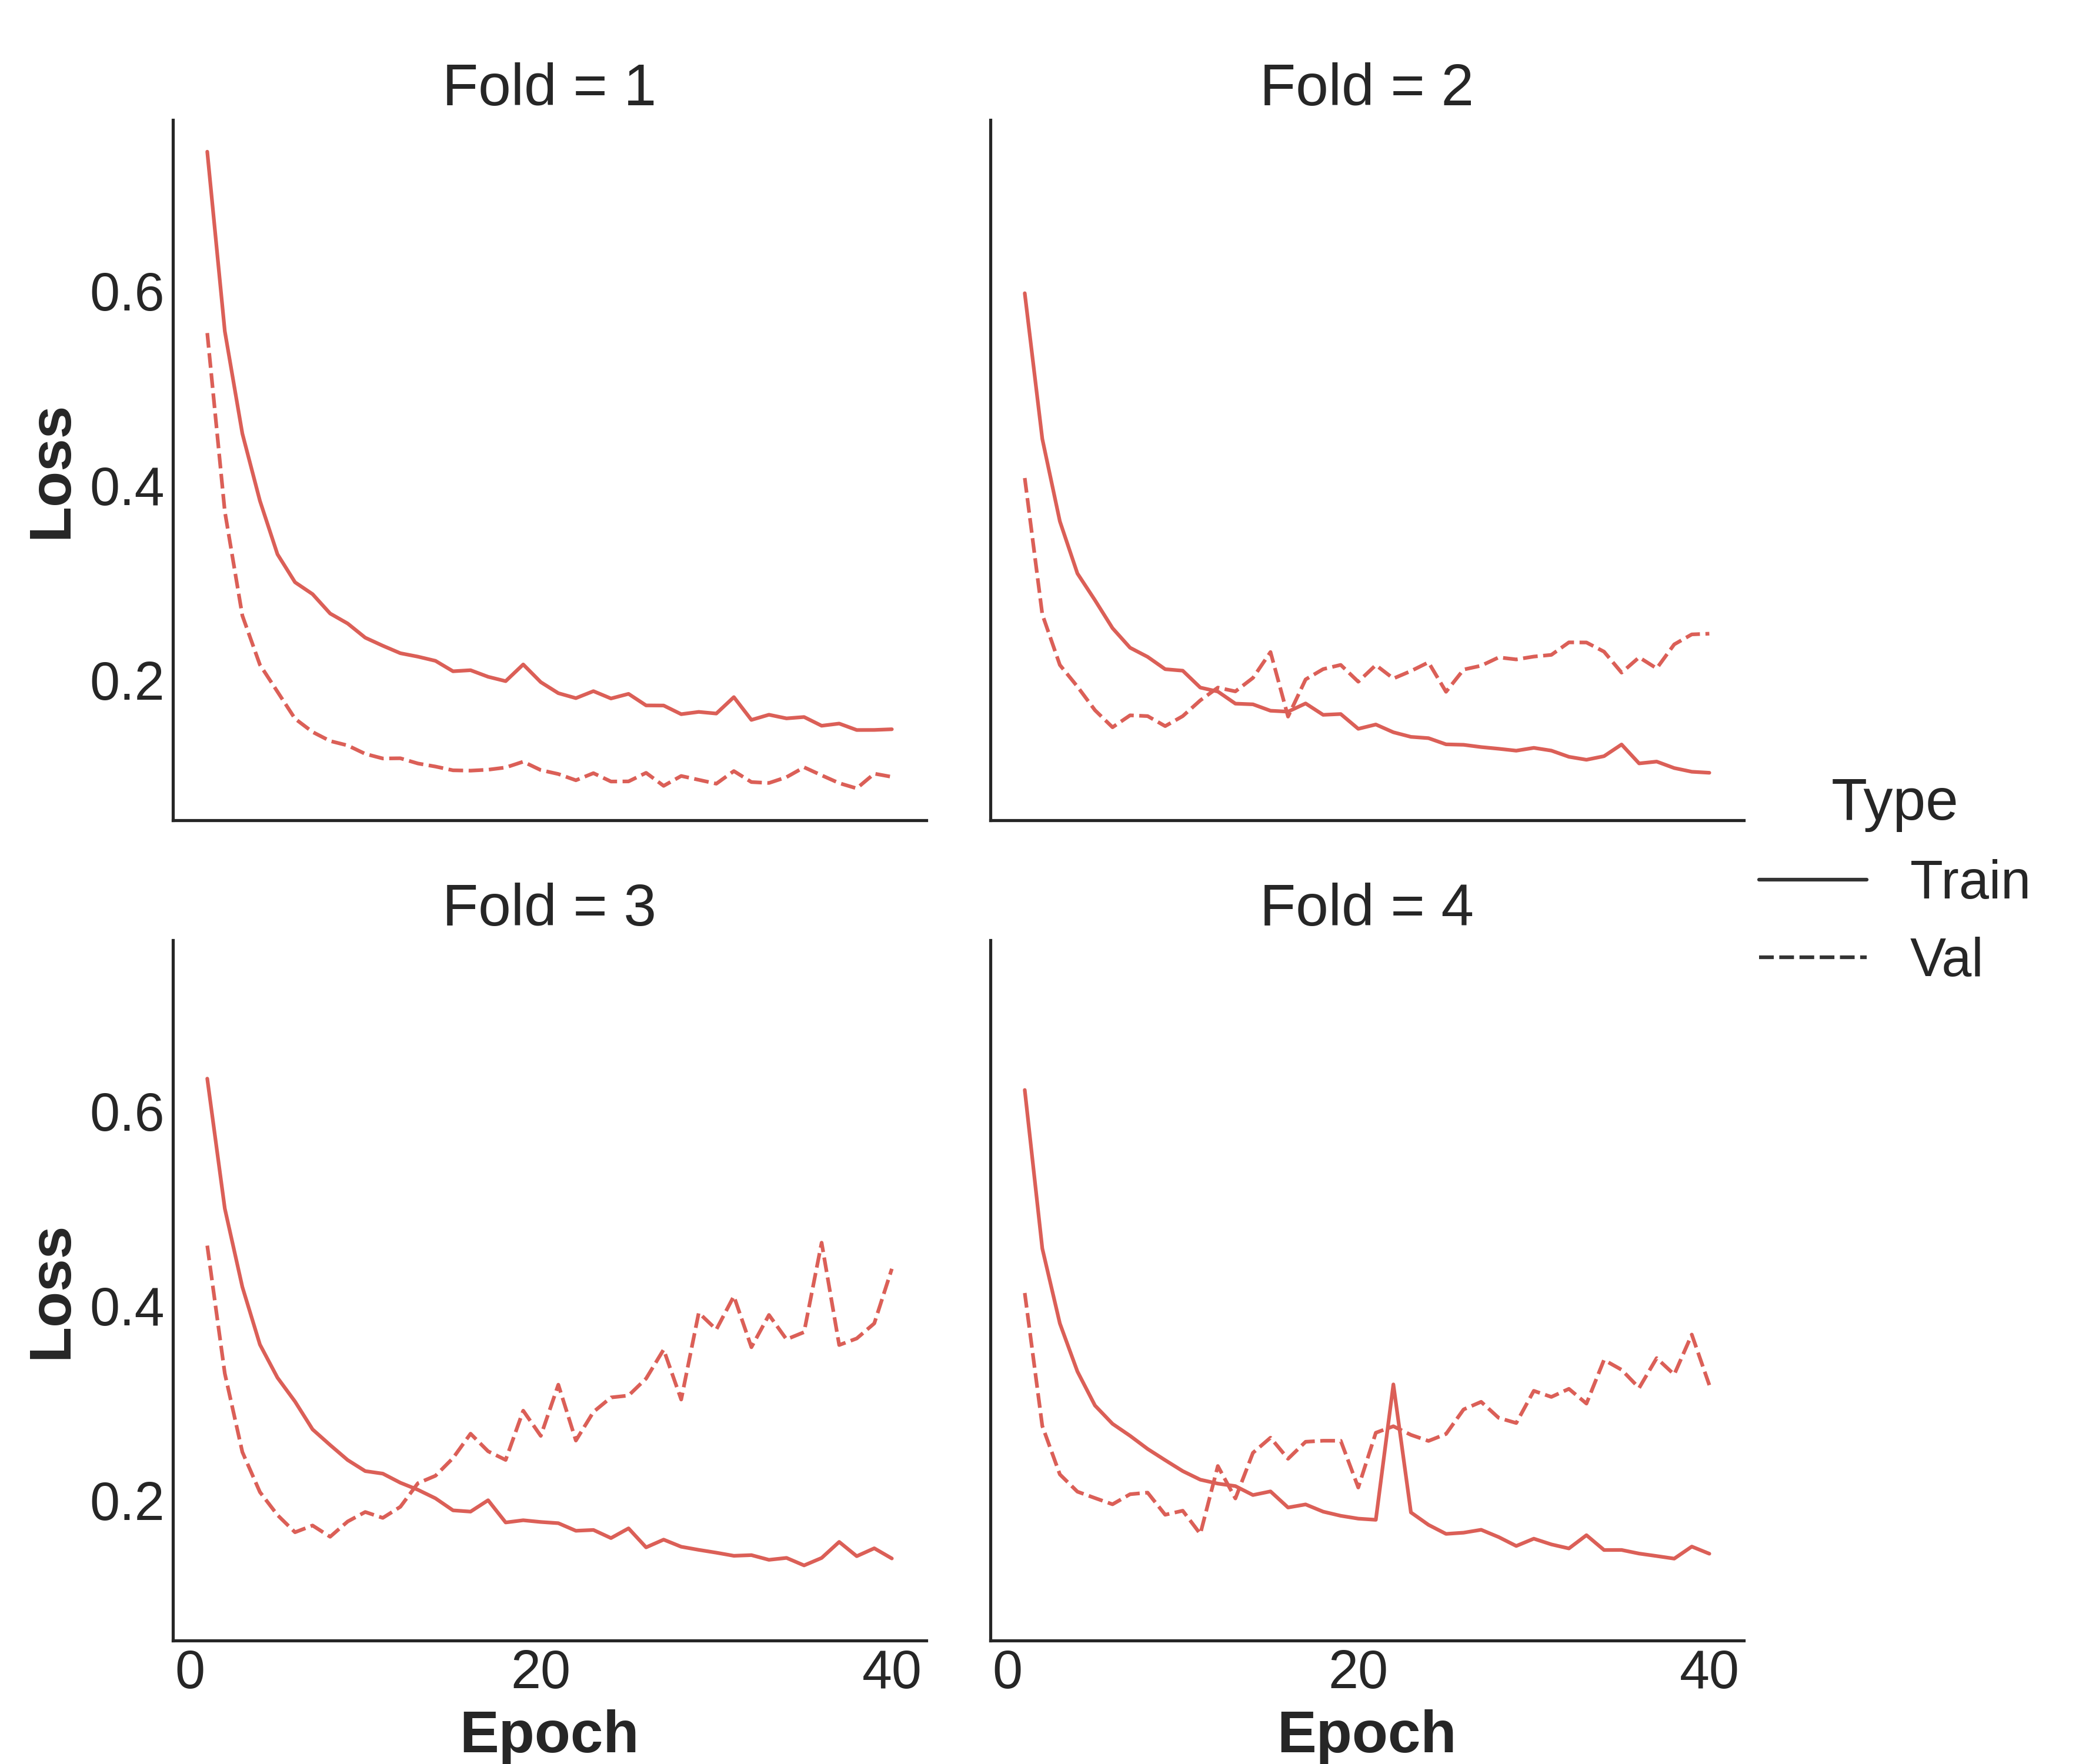 Fold = 1
Fold = 2
Loss
0.6
0.4
0.2
Type
Train
Val
Fold = 3
Fold = 4
Loss
0.6
0.4
0.2
0 20 40
0 20 40
Epoch
Epoch